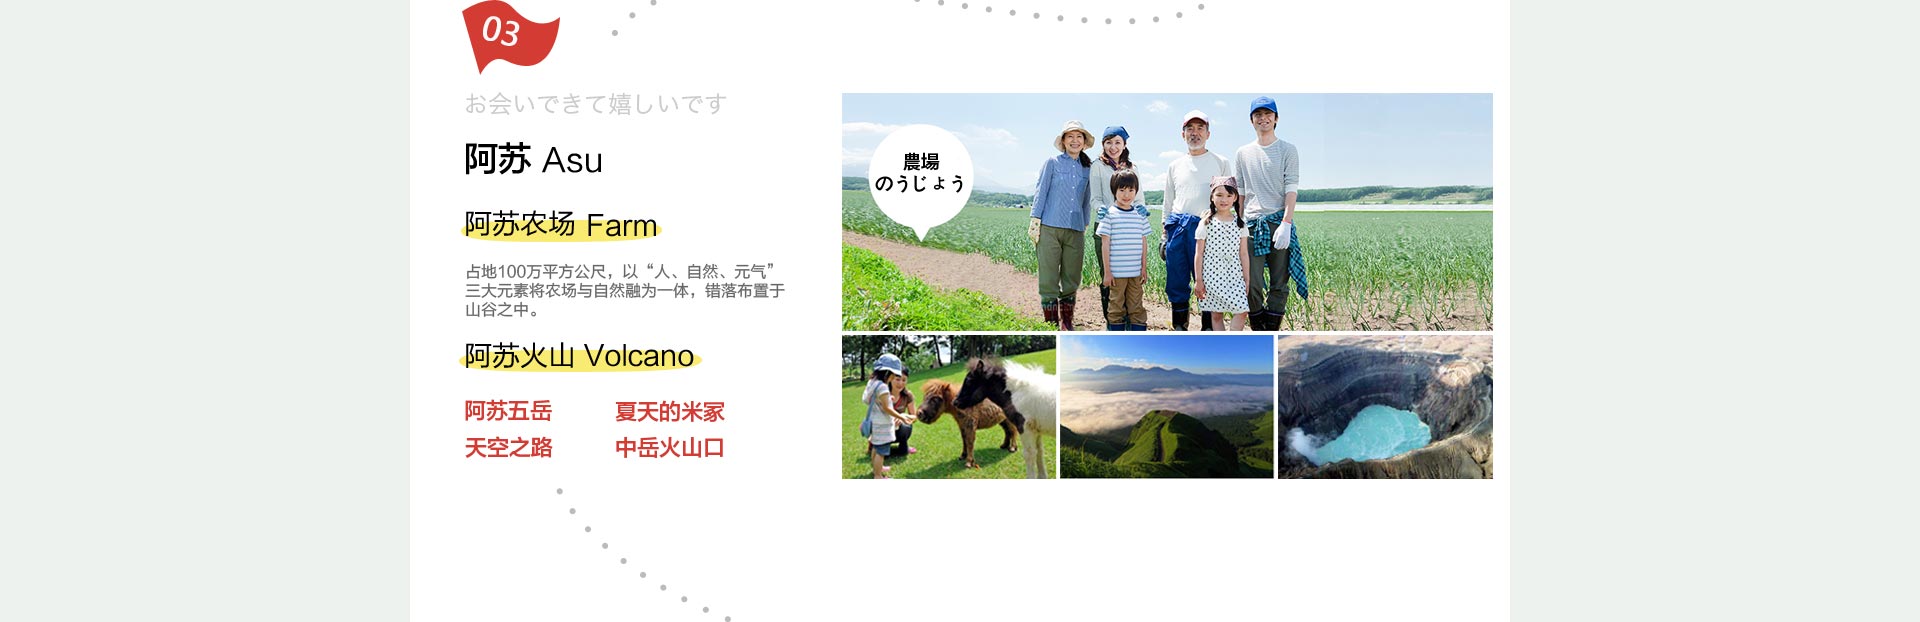 03
お会いできて嬉しいです
阿苏 Asu
阿苏农场 Farm
占地100万平方公尺，以“人、自然、元气”
三大元素将农场与自然融为一体，错落布置于
山谷之中。
阿苏火山 Volcano
阿苏五岳
夏天的米冢
天空之路
中岳火山口
農場
のうじょう